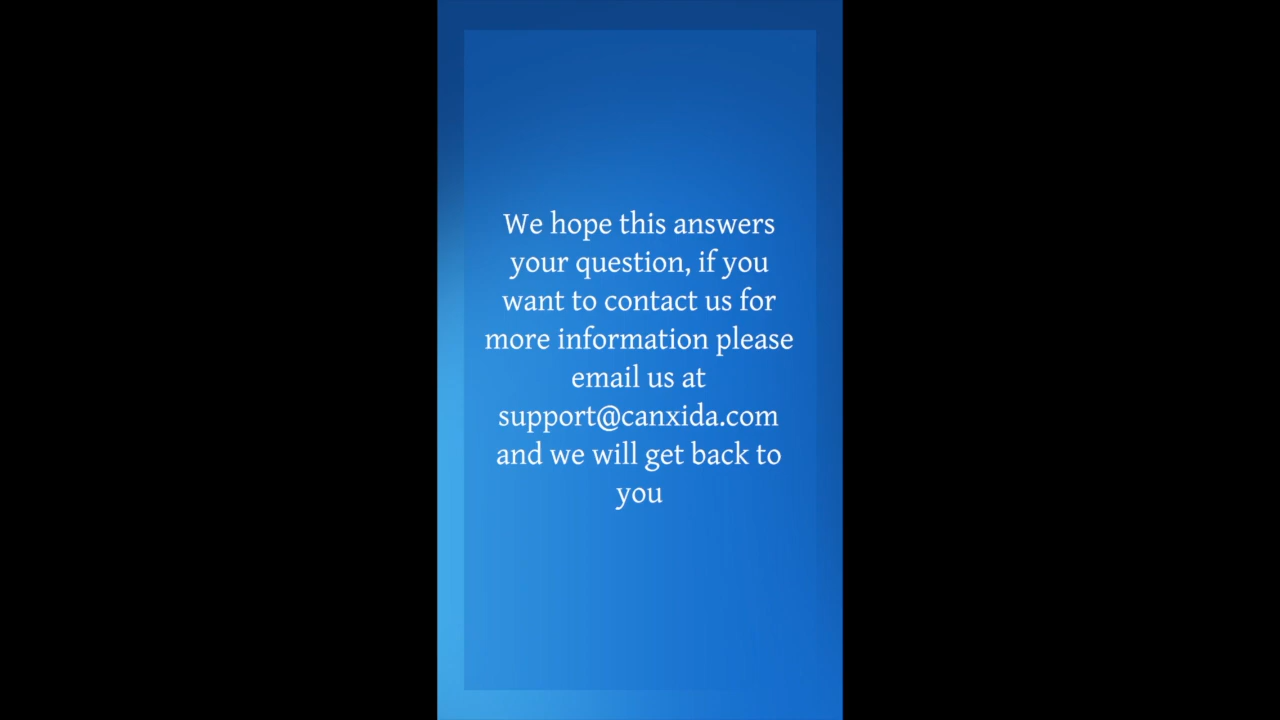 We hope this answers
your question, if you
want to contact us for
more information please
email us at
support@canxida.com
and we will get back to
you